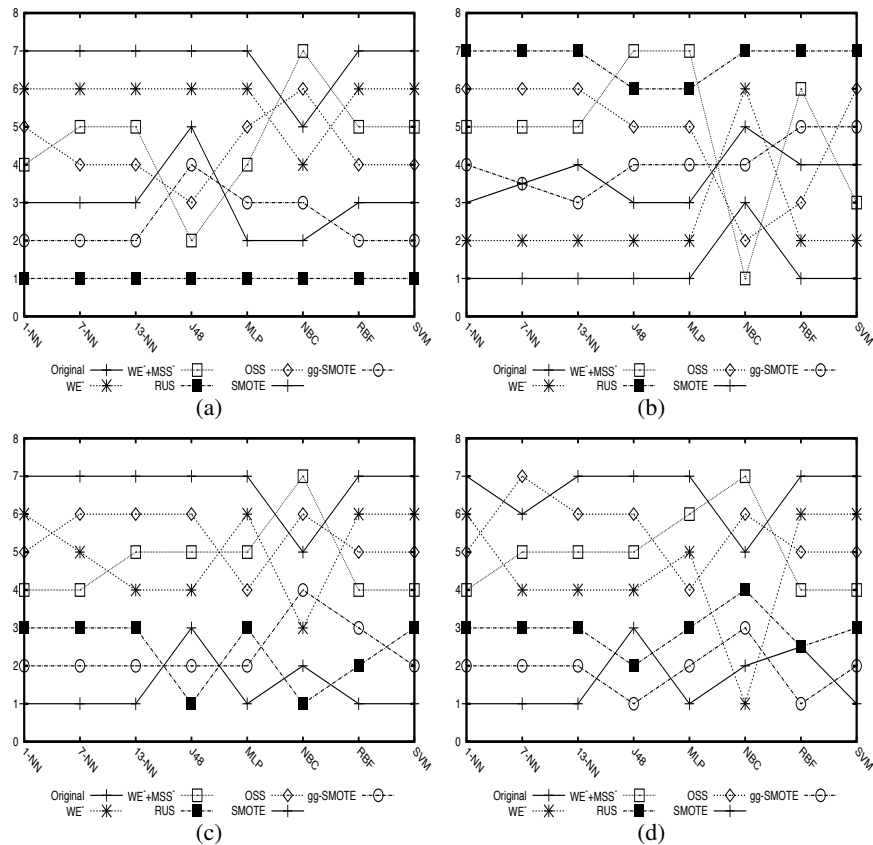 8 7 6 5 4 3 2 1 0
1-NN 7-NN 13-NN J48 MLP NBC RBF SVM
Original WE-+MSS- OSS gg-SMOTE
WE- RUS SMOTE
(a)
8 7 6 5 4 3 2 1 0
1-NN 7-NN 13-NN J48 MLP NBC RBF SVM
Original WE-+MSS- OSS gg-SMOTE
WE- RUS SMOTE
(b)
8 7 6 5 4 3 2 1 0
1-NN 7-NN 13-NN J48 MLP NBC RBF SVM
Original WE-+MSS- OSS gg-SMOTE
WE- RUS SMOTE
(c)
8 7 6 5 4 3 2 1 0
1-NN 7-NN 13-NN J48 MLP NBC RBF SVM
Original WE-+MSS- OSS gg-SMOTE
WE- RUS SMOTE
(d)